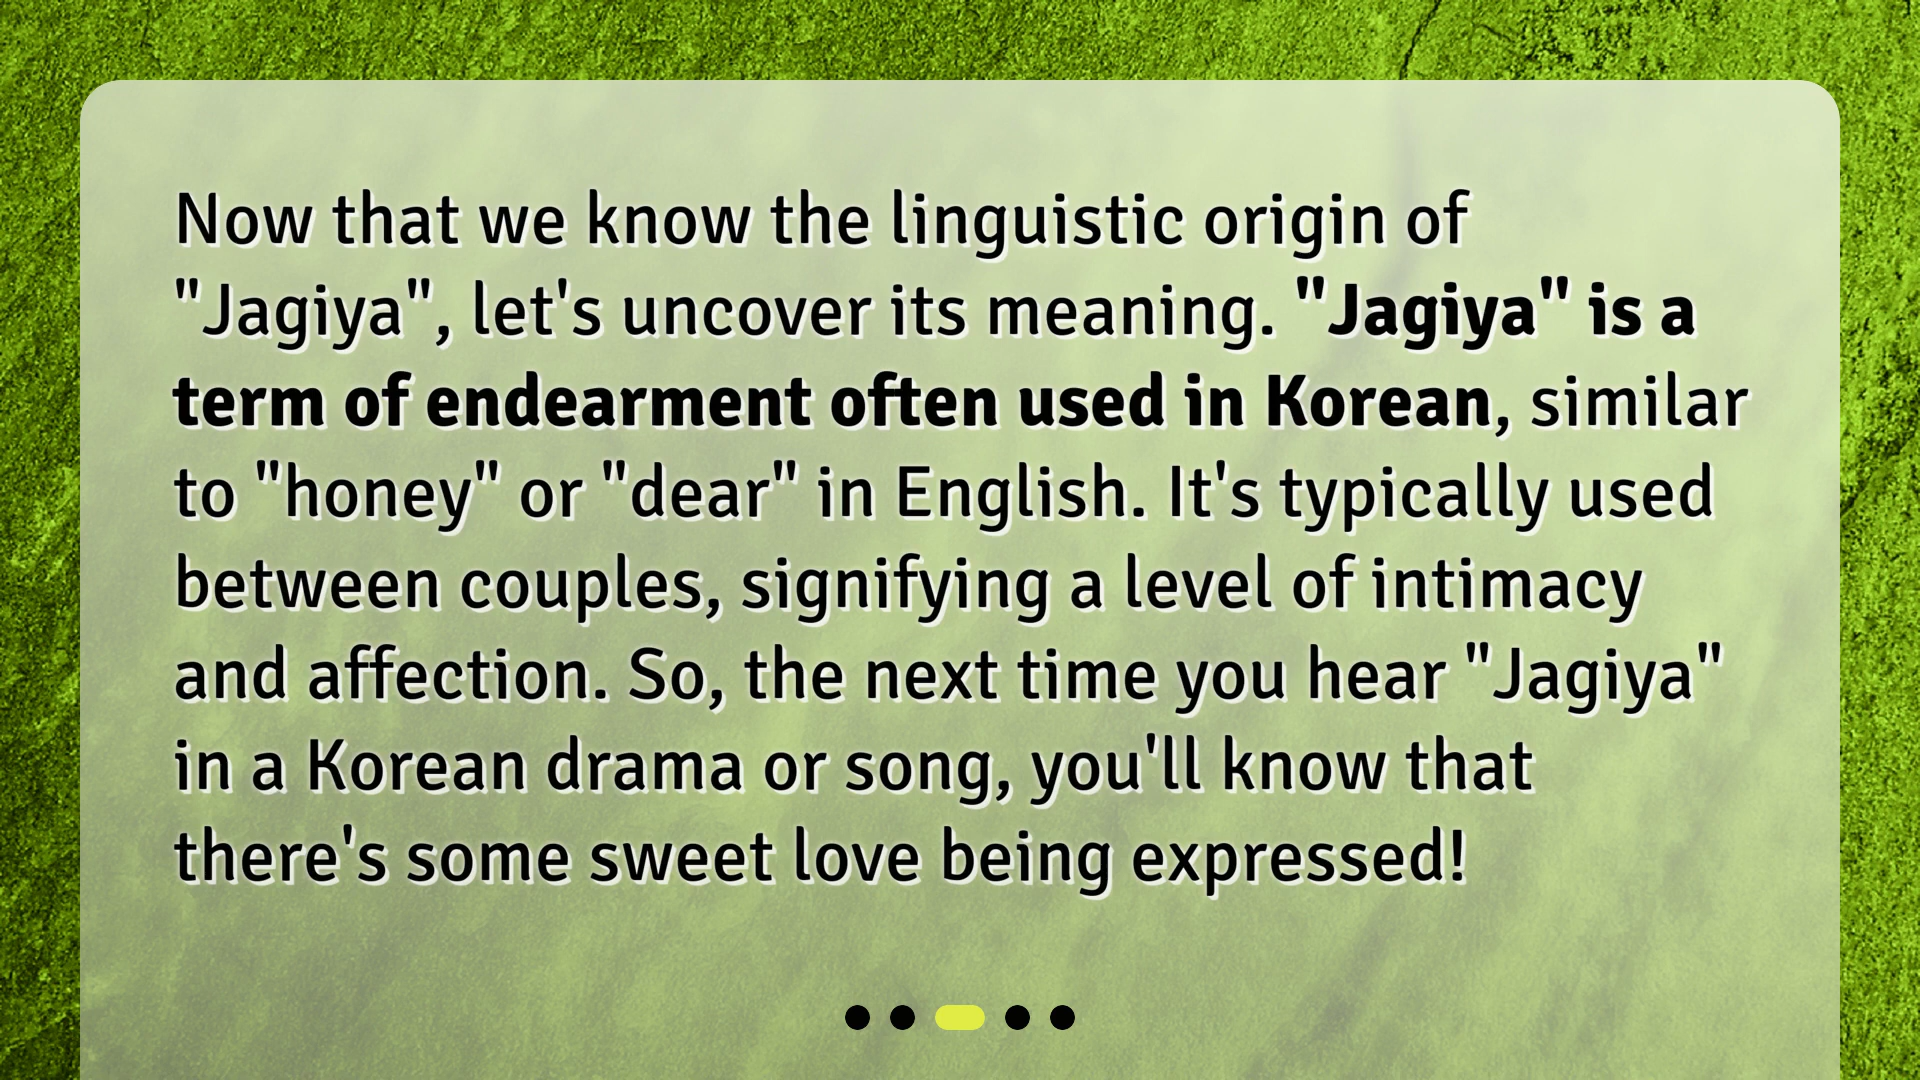 Now that we know the linguistic origin of
"Jagiya", let's uncover its meaning. "Jagiya" is a
term of endearment often used in Korean, similar
to "honey" or "dear" in English. It's typically used
between couples, signifying a level of intimacy
and affection. So, the next time you hear "Jagiya"
in a Korean drama or song, you'll know that
there's some sweet love being expressed!